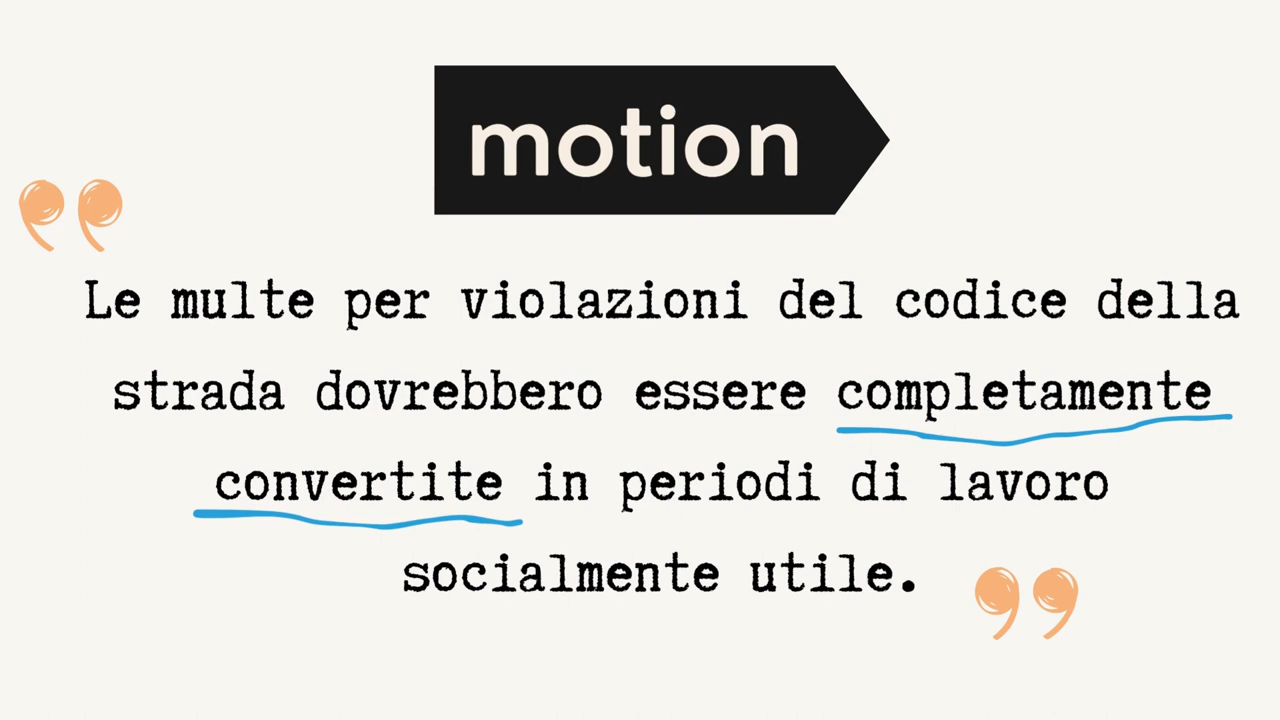 motion
Le multe per violazioni del codice della
strada dovrebbero essere completamente
convertite in periodi di lavoro
socialmente utile.